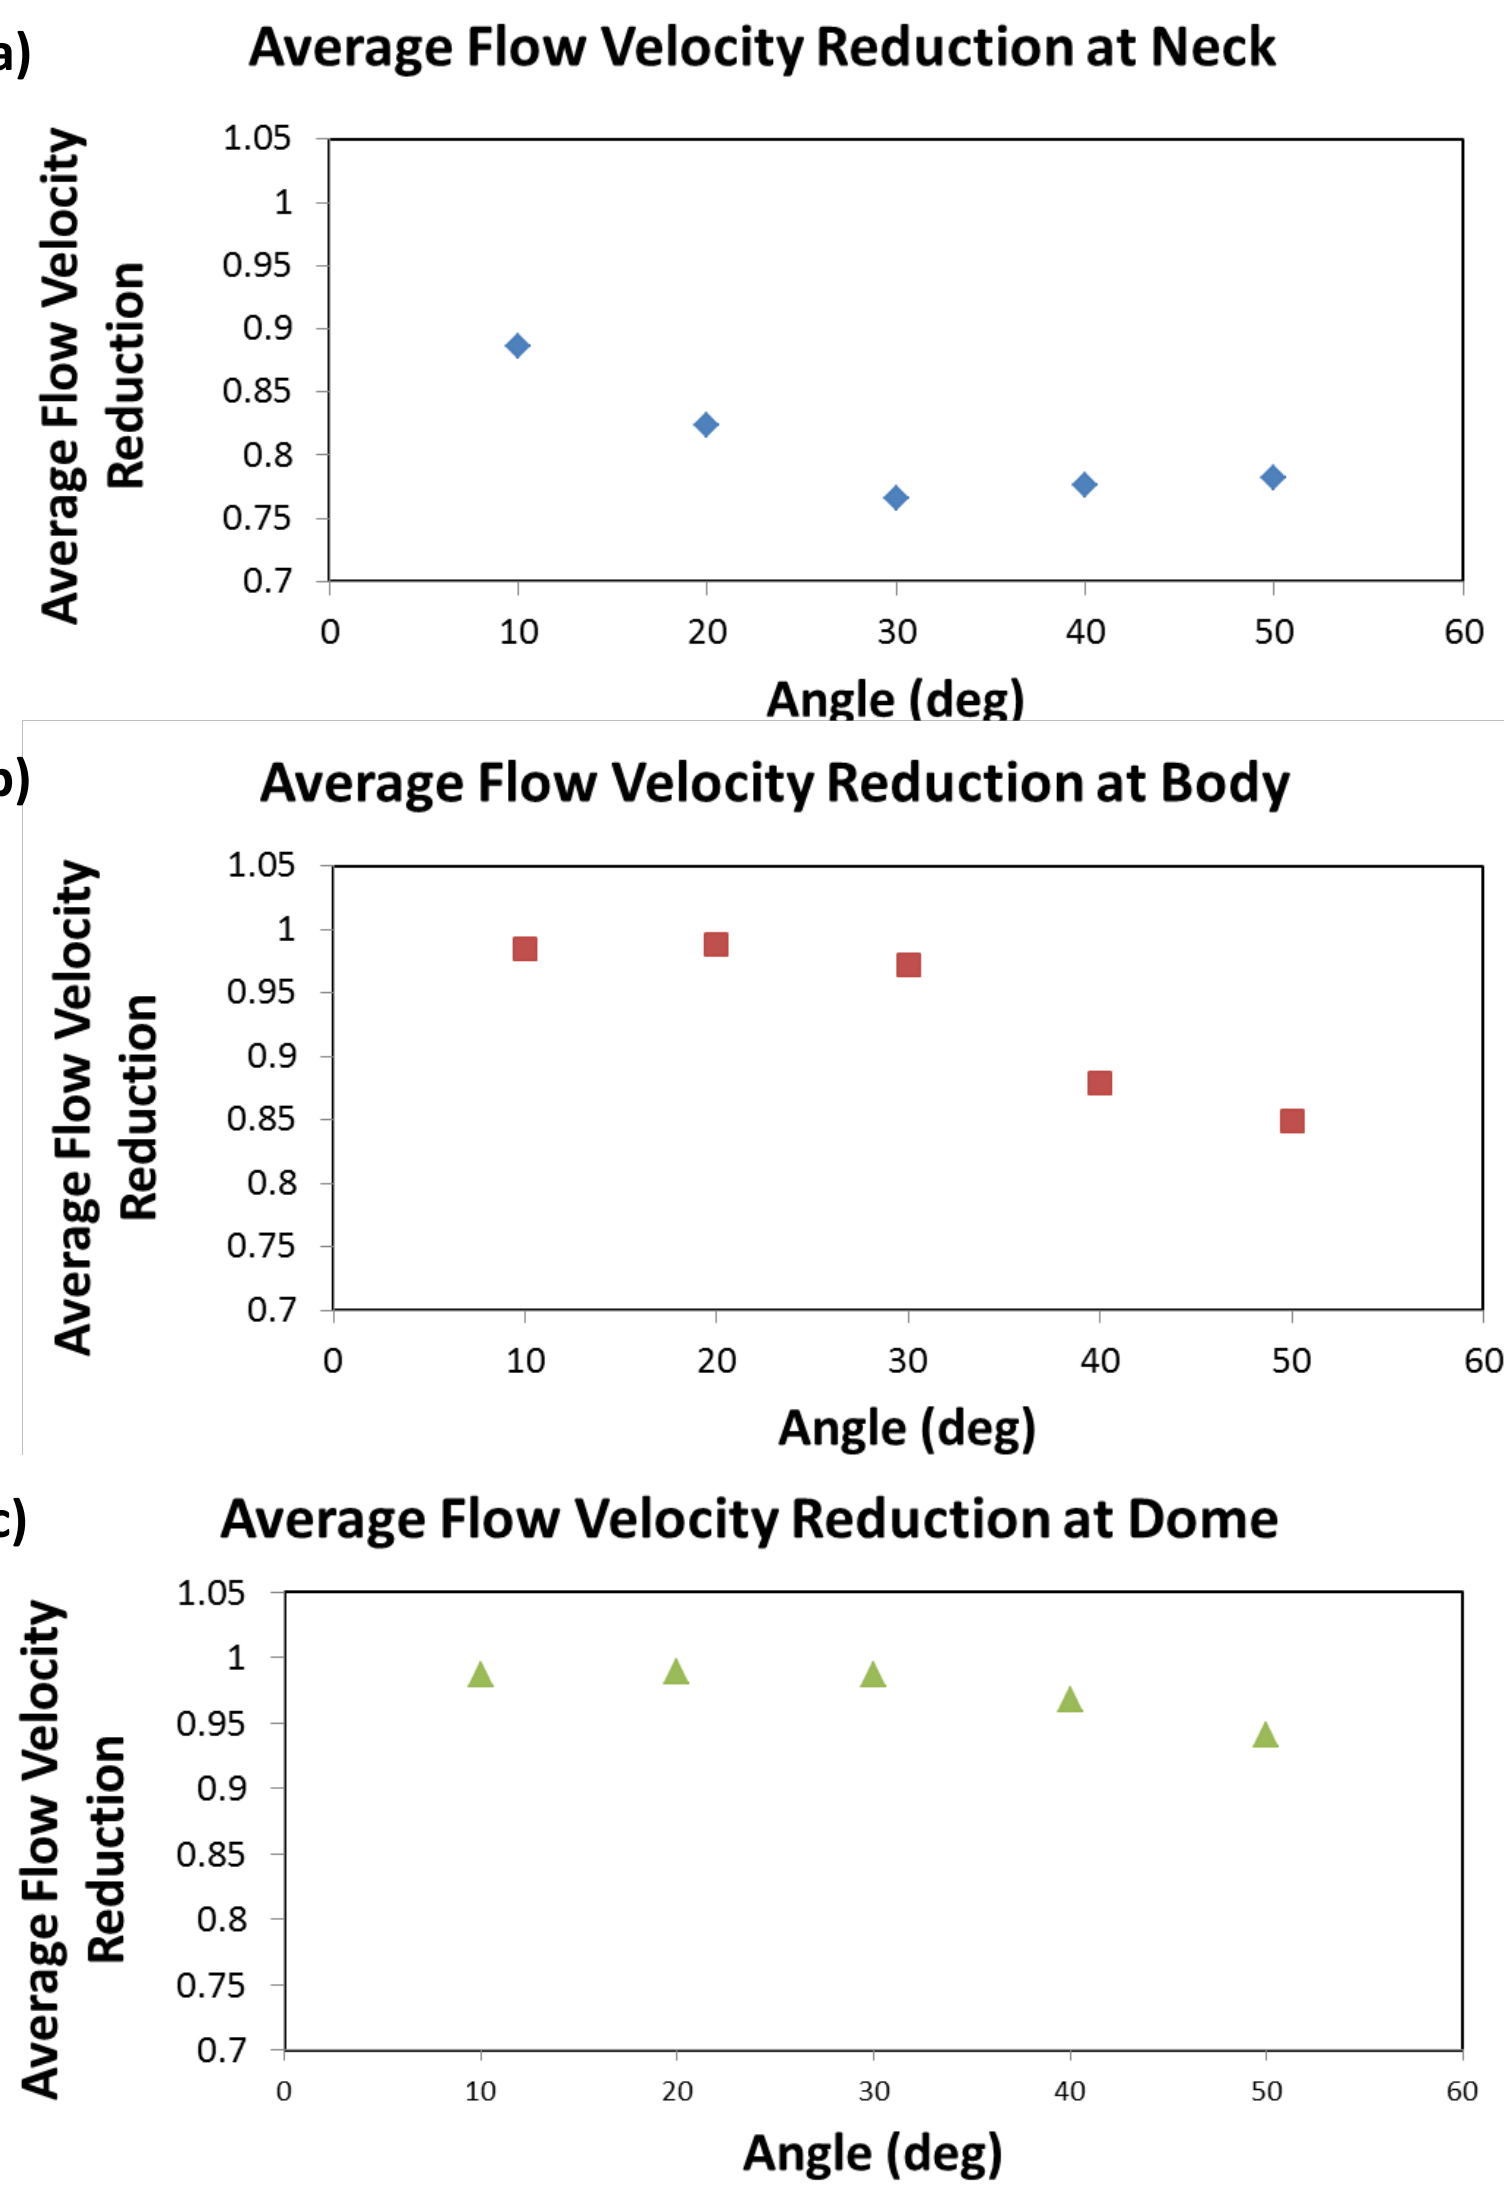 a)
Average Flow Velocity Reduction at Neck
Average Flow Velocity
Reduction
1.05
1
0.95
0.9
0.85
0.8
0.75
0.7
0 10 20 30 40 50 60
Angle (deg)
b)
Average Flow Velocity Reduction at Body
Average Flow Velocity
Reduction
1.05
1
0.95
0.9
0.85
0.8
0.75
0.7
0 10 20 30 40 50 60
Angle (deg)
c)
Average Flow Velocity Reduction at Dome
Average Flow Velocity
Reduction
1.05
1
0.95
0.9
0.85
0.8
0.75
0.7
0 10 20 30 40 50 60
Angle (deg)